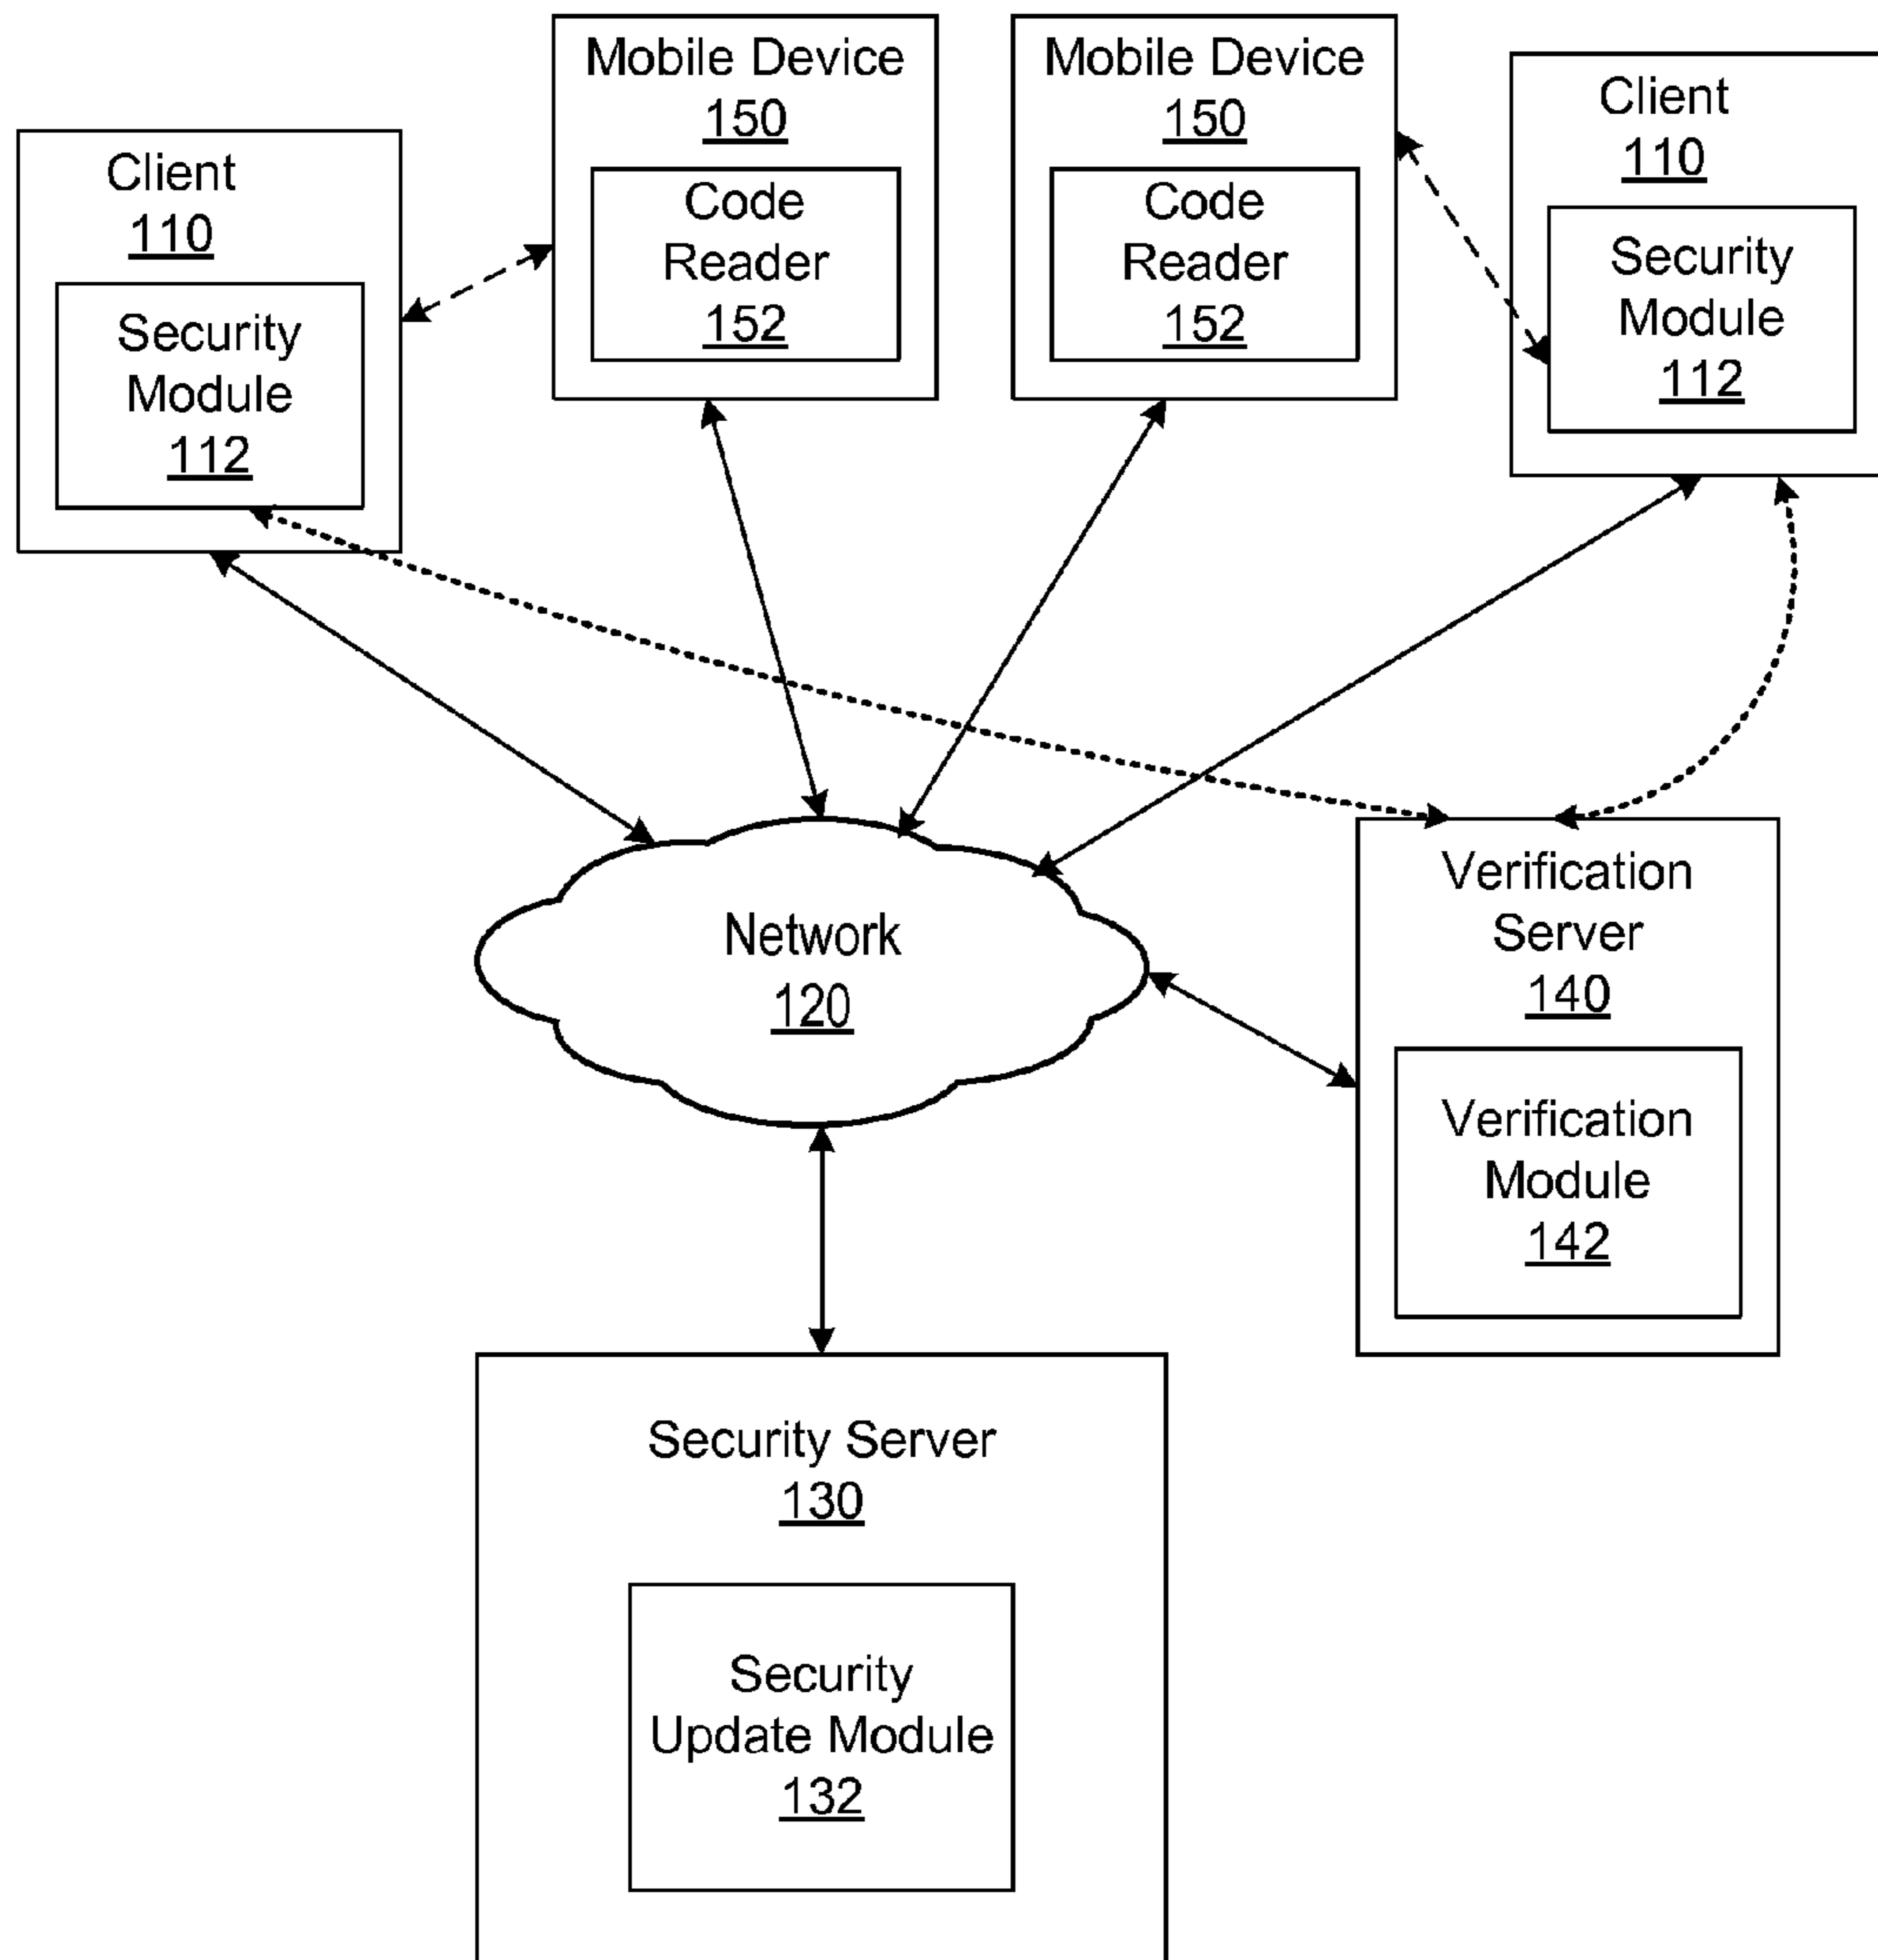 Client
110
Security
Module
112
Mobile Device
150
Code
Reader
152
Mobile Device
150
Code
Reader
152
Client
110
Security
Module
112
Network
120
Verification
Server
140
Verification
Module
142
Security Server
130
Security
Update Module
132